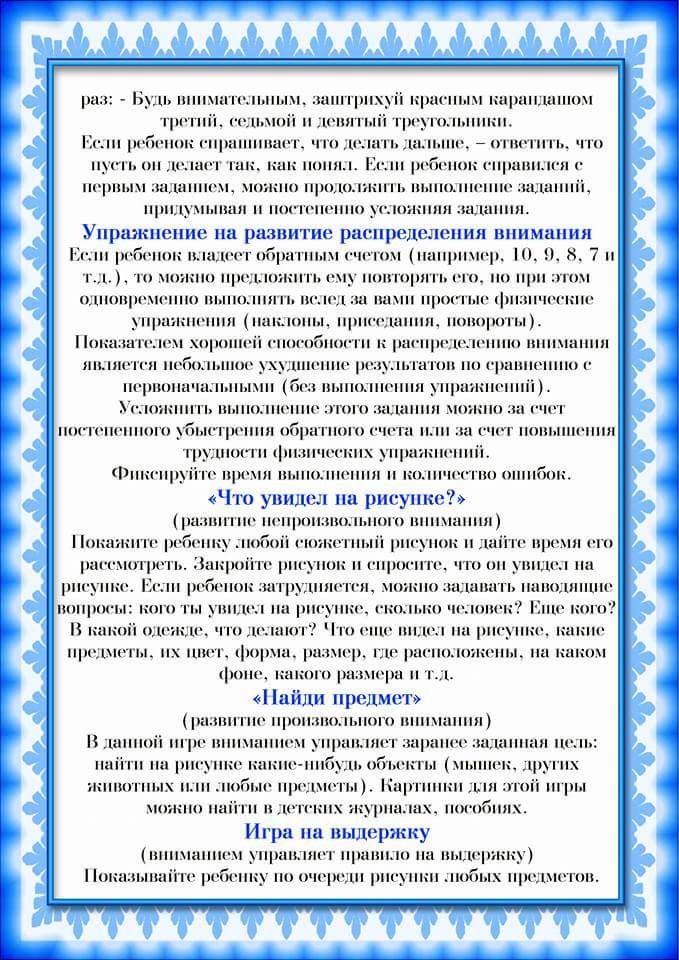 раз: - Будь внимательным, заштрихуй красным карандашом
третий, седьмой и девятый треугольники.
Если ребенок спрашивает, что делать дальше, – ответить, что
пусть он делает так, как понял. Если ребенок справился с
первым заданием, можно продолжить выполнение заданий,
придумывая и постепенно усложняя задания.
Упражнение на развитие распределения внимания
Если ребенок владеет обратным счетом (например, 10, 9, 8, 7 и
т.д.), то можно предложить ему повторять его, но при этом
одновременно выполнять вслед за вами простые физические
упражнения (наклоны, приседания, повороты).
Показателем хорошей способности к распределению внимания
является небольшое ухудшение результатов по сравнению с
первоначальными (без выполнения упражнений).
Усложнить выполнение этого задания можно за счет
постепенного убыстрения обратного счета или за счет повышения
трудности физических упражнений.
Фиксируйте время выполнения и количество ошибок.
«Что увидел на рисунке?»
(развитие непроизвольного внимания)
Покажите ребенку любой сюжетный рисунок и дайте время его
рассмотреть. Закройте рисунок и спросите, что он увидел на
рисунке. Если ребенок затрудняется, можно задавать наводящие
вопросы: кого ты увидел на рисунке, сколько человек? Еще кого?
В какой одежде, что делают? Что еще видел на рисунке, какие
предметы, их цвет, форма, размер, где расположены, на каком
фоне, какого размера и т.д.
«Найди предмет»
(развитие произвольного внимания)
В данной игре вниманием управляет заранее заданная цель:
найти на рисунке какие-нибудь объекты (мышек, других
животных или любые предметы). Картинки для этой игры
можно найти в детских журналах, пособиях.
Игра на выдержку
(вниманием управляет правило на выдержку)
Показывайте ребенку по очереди рисунки любых предметов.